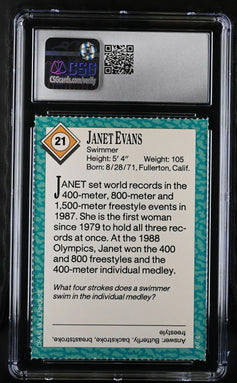 CSG
CSGcards.com/verify
21
JANET EVANS
Swimmer
Height: 5' 4" Weight: 105
Born: 8/28/71, Fullerton, Calif.
JANET set world records in the
400-meter, 800-meter and
1,500-meter freestyle events in
1987. She is the first woman
since 1979 to hold all three rec-
ords at once. At the 1988
Olympics, Janet won the 400
and 800 freestyles and the
400-meter individual medley.
What four strokes does a swimmer
swim in the individual medley?
Answer: Butterfly, backstroke, breaststroke,
freestyle